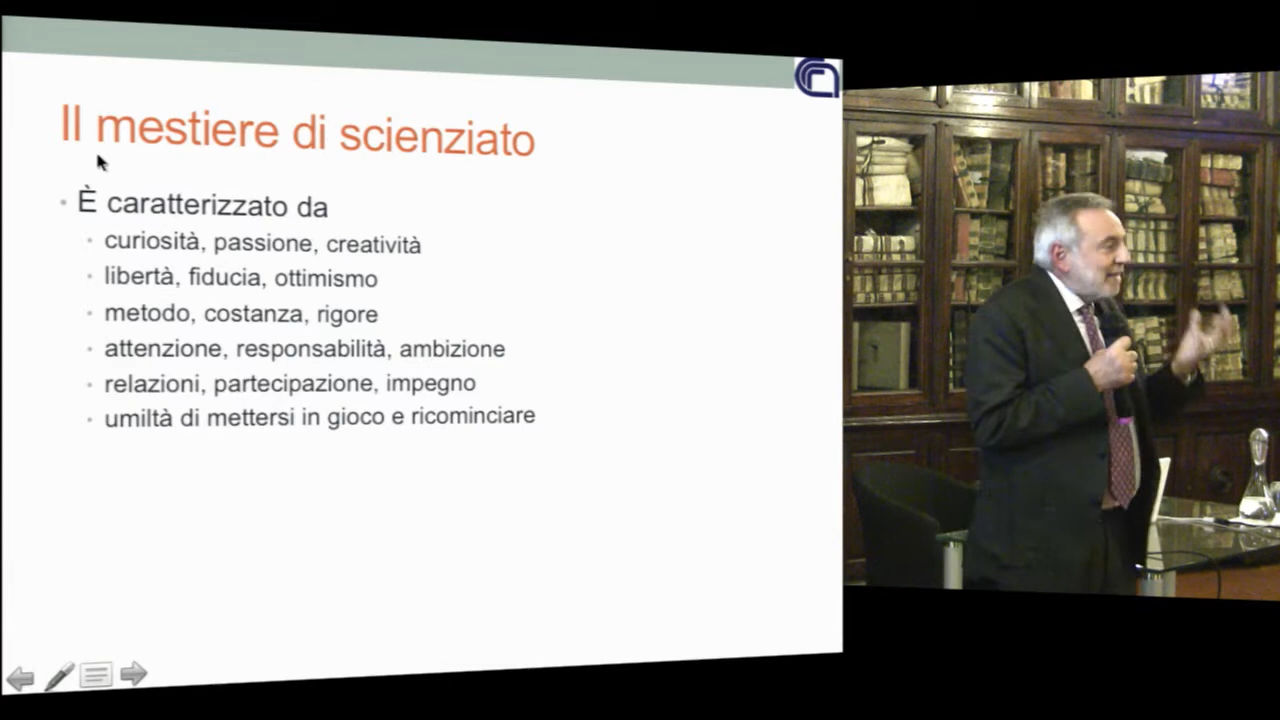 Il mestiere di scienziato
È caratterizzato da
curiosità, passione, creatività
libertà, fiducia, ottimismo
metodo, costanza, rigore
attenzione, responsabilità, ambizione
relazioni, partecipazione, impegno
umiltà di mettersi in gioco e ricominciare